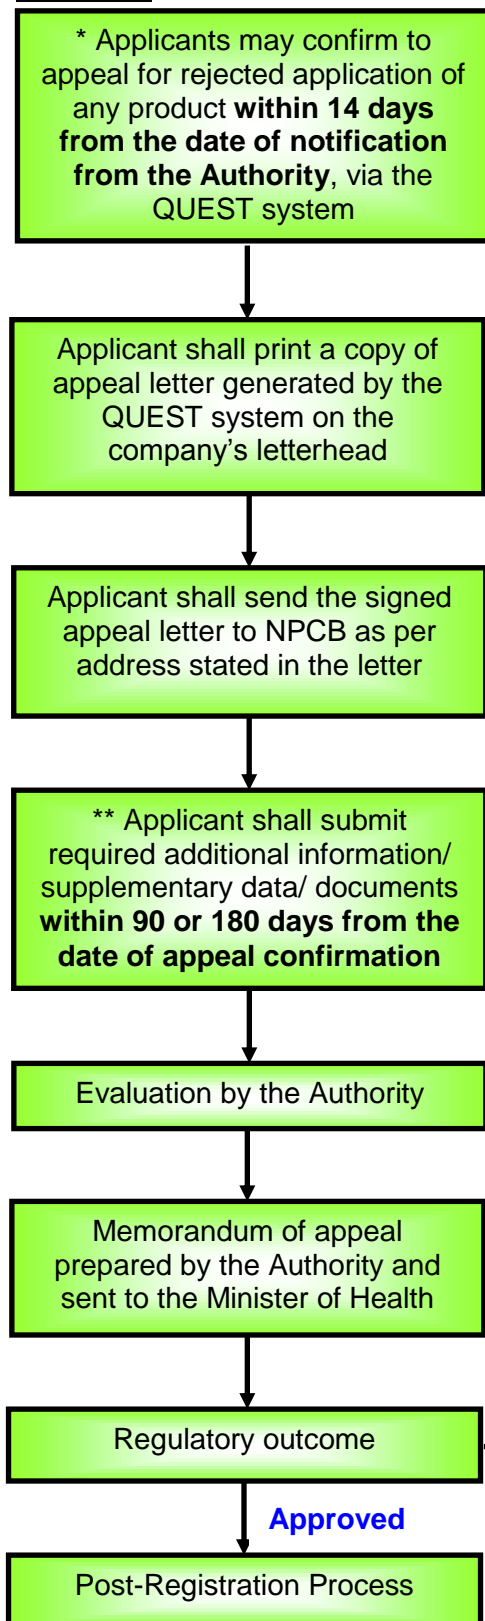 * Applicants may confirm to
appeal for rejected application of
any product within 14 days
from the date of notification
from the Authority, via the
QUEST system
Applicant shall print a copy of
appeal letter generated by the
QUEST system on the
company’s letterhead
Applicant shall send the signed
appeal letter to NPCB as per
address stated in the letter
** Applicant shall submit
required additional information/
supplementary data/ documents
within 90 or 180 days from the
date of appeal confirmation
Evaluation by the Authority
Memorandum of appeal
prepared by the Authority and
sent to the Minister of Health
Regulatory outcome
Approved
Post-Registration Process